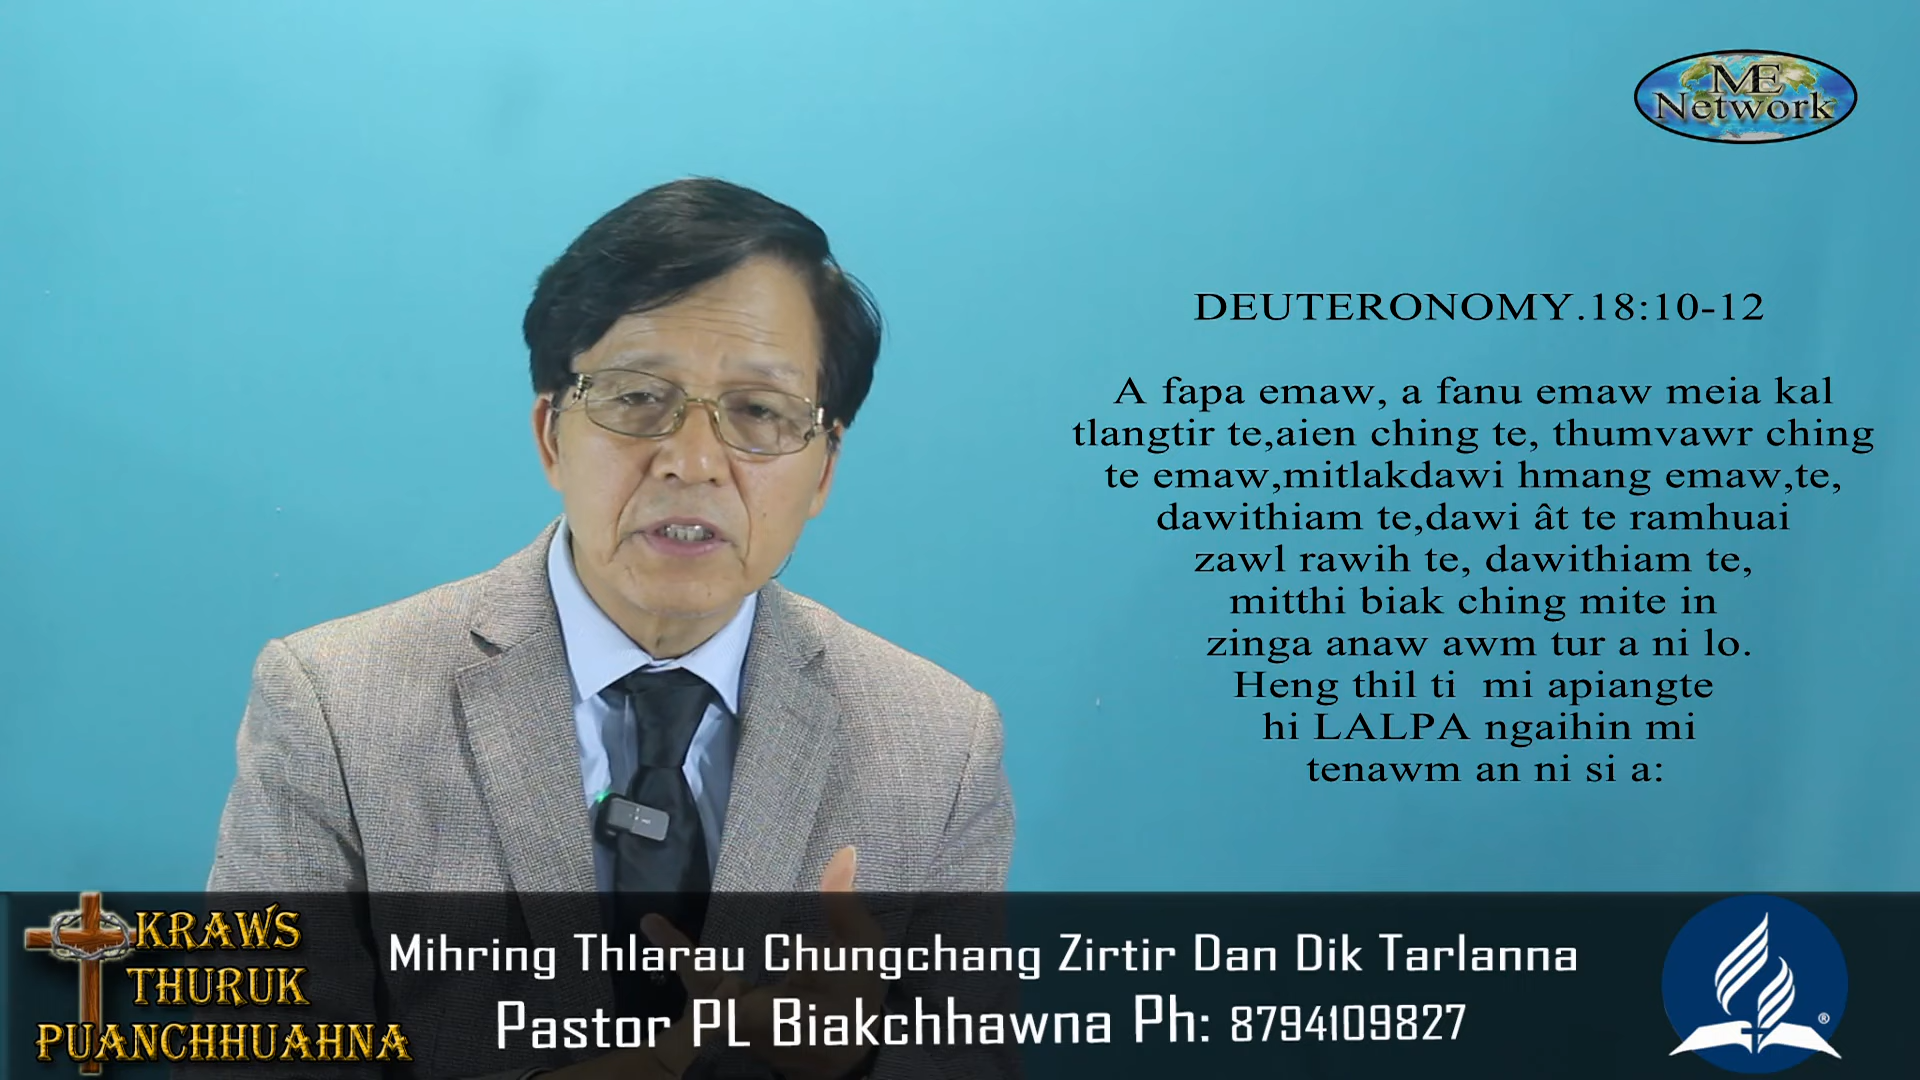 ME
Network
DEUTERONOMY.18:10-12
A fapa emaw, a fanu emaw meia kal
tlangtir te,aien ching te, thumvawr ching
te emaw,mitlakdawi hmang emaw,te,
dawithiam te,dawi ât te ramhuai
zawl rawih te, dawithiam te,
mitthi biak ching mite in
zinga anaw awm tur a ni lo.
Heng thil ti mi apiangte
hi LALPA ngaihin mi
tenawm an ni si a:
KRAWS
THURUK
PUANCHHUAHNA
Mihring Thlarau Chungchang Zirtir Dan Dik Tarlanna
Pastor PL Biakchhawna Ph: 8794109827
®